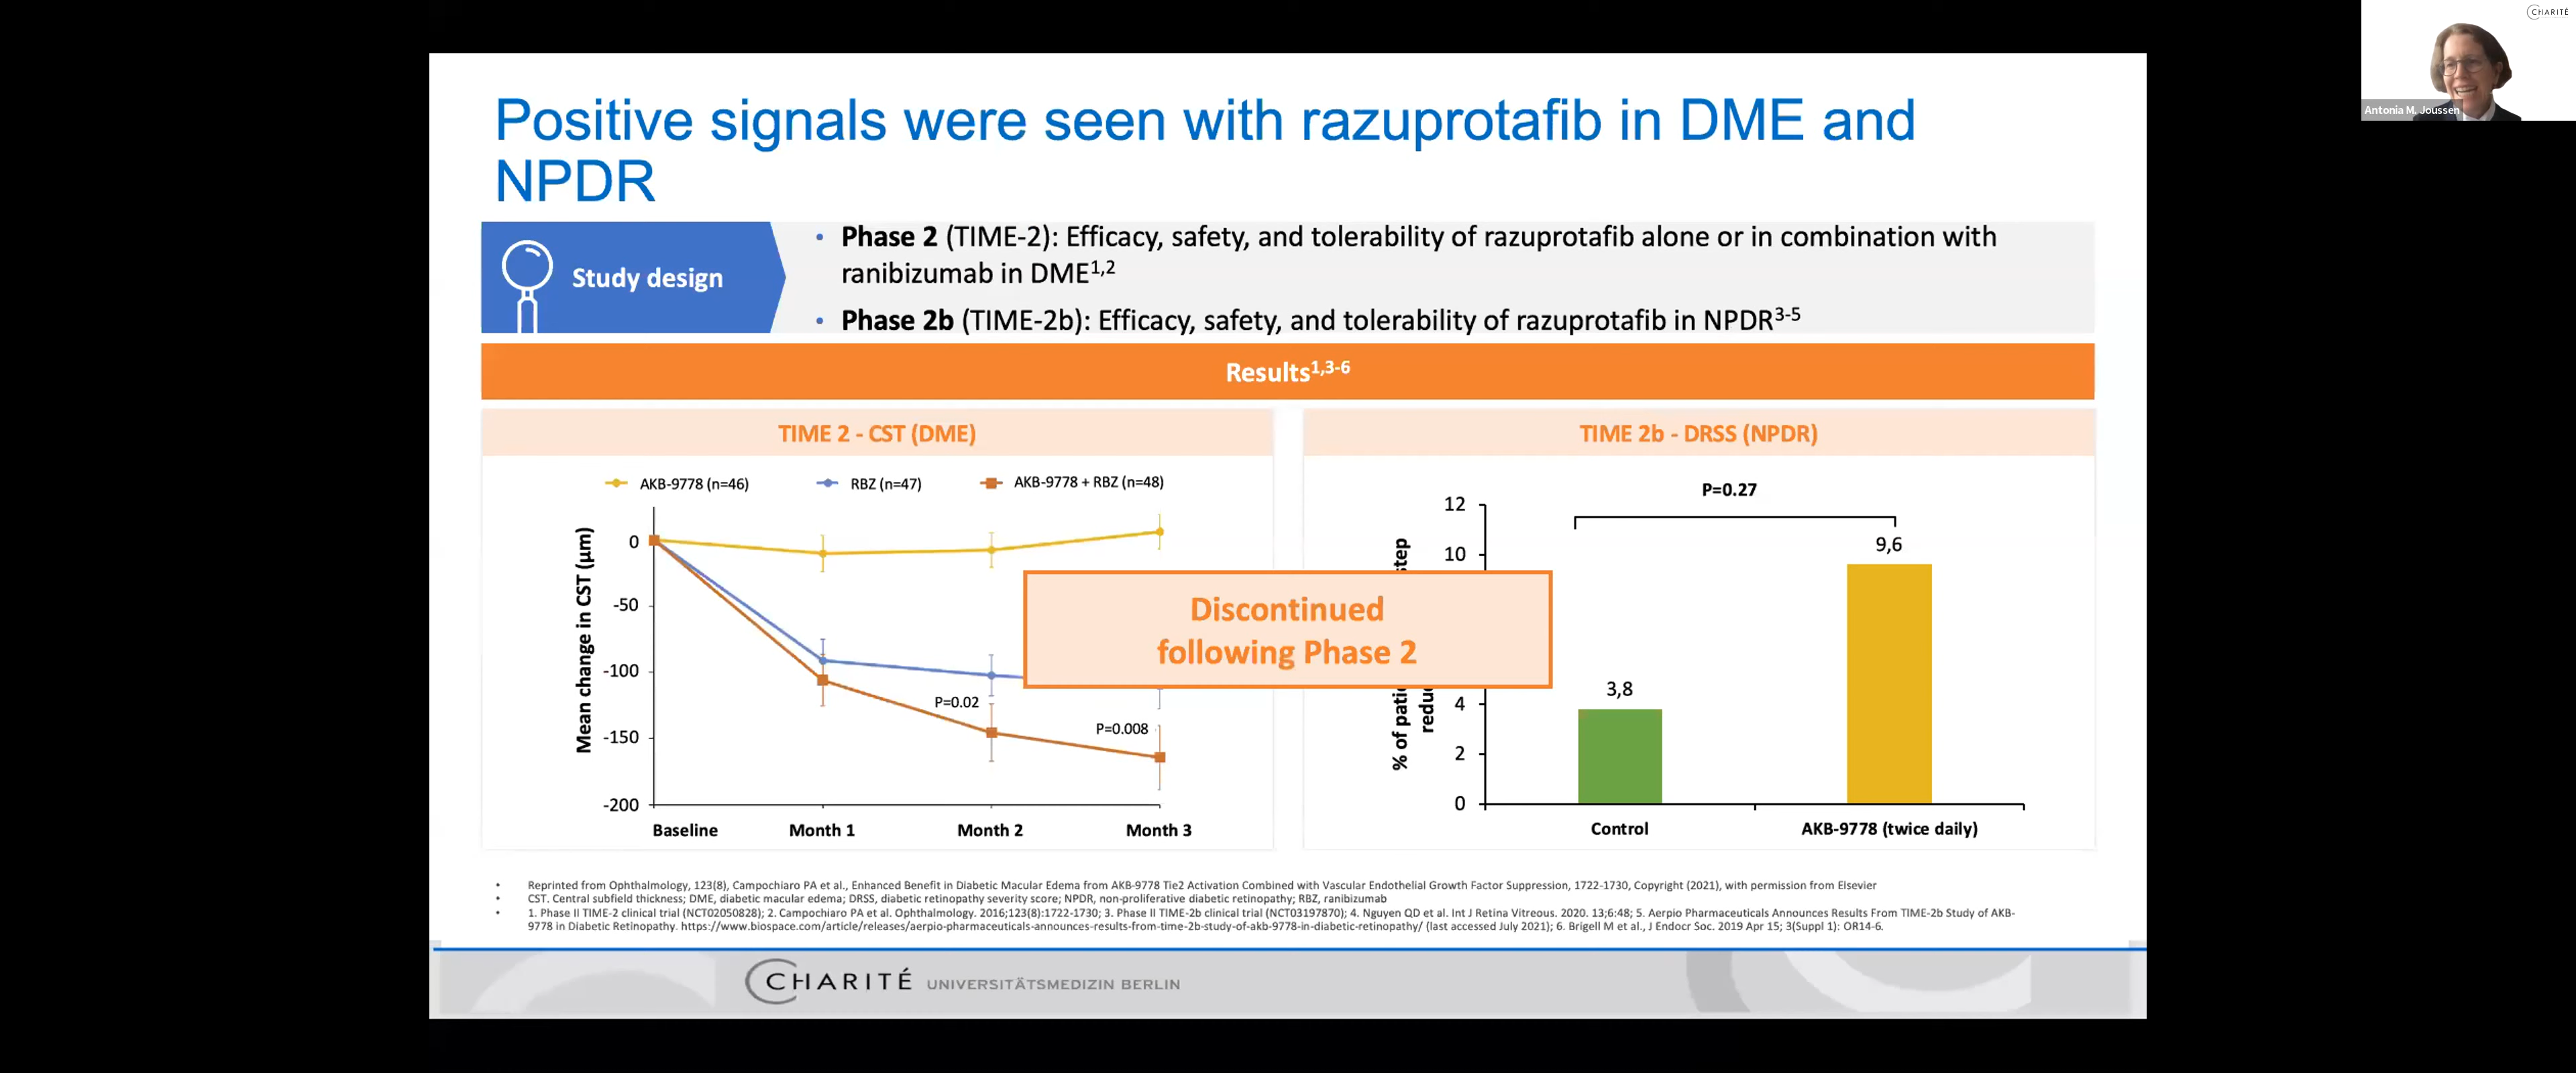 CHARITÉ
Antonia M. Joussen
Positive signals were seen with razuprotafib in DME and
NPDR
Study design
• Phase 2 (TIME-2): Efficacy, safety, and tolerability of razuprotafib alone or in combination with
ranibizumab in DME1,2
• Phase 2b (TIME-2b): Efficacy, safety, and tolerability of razuprotafib in NPDR3-5
Results1,3-6
TIME 2 - CST (DME)
AKB-9778 (n=46)
RBZ (n=47)
AKB-9778 + RBZ (n=48)
Mean change in CST (µm)
0
-50
-100
-150
-200
P=0.02
P=0.008
Baseline
Month 1
Month 2
Month 3
Discontinued
following Phase 2
TIME 2b - DRSS (NPDR)
P=0.27
% of
12
10
4
2
0
3,8
9,6
Control
AKB-9778 (twice daily)
• Reprinted from Ophthalmology, 123(8), Campochiaro PA et al., Enhanced Benefit in Diabetic Macular Edema from AKB-9778 Tie2 Activation Combined with Vascular Endothelial Growth Factor Suppression, 1722-1730, Copyright (2021), with permission from Elsevier
• CST. Central subfield thickness; DME, diabetic macular edema; DRSS, diabetic retinopathy severity score; NPDR, non-proliferative diabetic retinopathy; RBZ, ranibizumab
• 1. Phase II TIME-2 clinical trial (NCT02050828); 2. Campochiaro PA et al. Ophthalmology. 2016;123(8):1722-1730; 3. Phase II TIME-2b clinical trial (NCT03197870); 4. Nguyen QD et al. Int J Retina Vitreous. 2020. 13;6:48; 5. Aerpio Pharmaceuticals Announces Results From TIME-2b Study of AKB-
9778 in Diabetic Retinopathy. https://www.biospace.com/article/releases/aerpio-pharmaceuticals-announces-results-from-time-2b-study-of-akb-9778-in-diabetic-retinopathy/ (last accessed July 2021); 6. Brigell M et al., J Endocr Soc. 2019 Apr 15; 3(Suppl 1): OR14-6.
CHARITÉ UNIVERSITÄTSMEDIZIN BERLIN